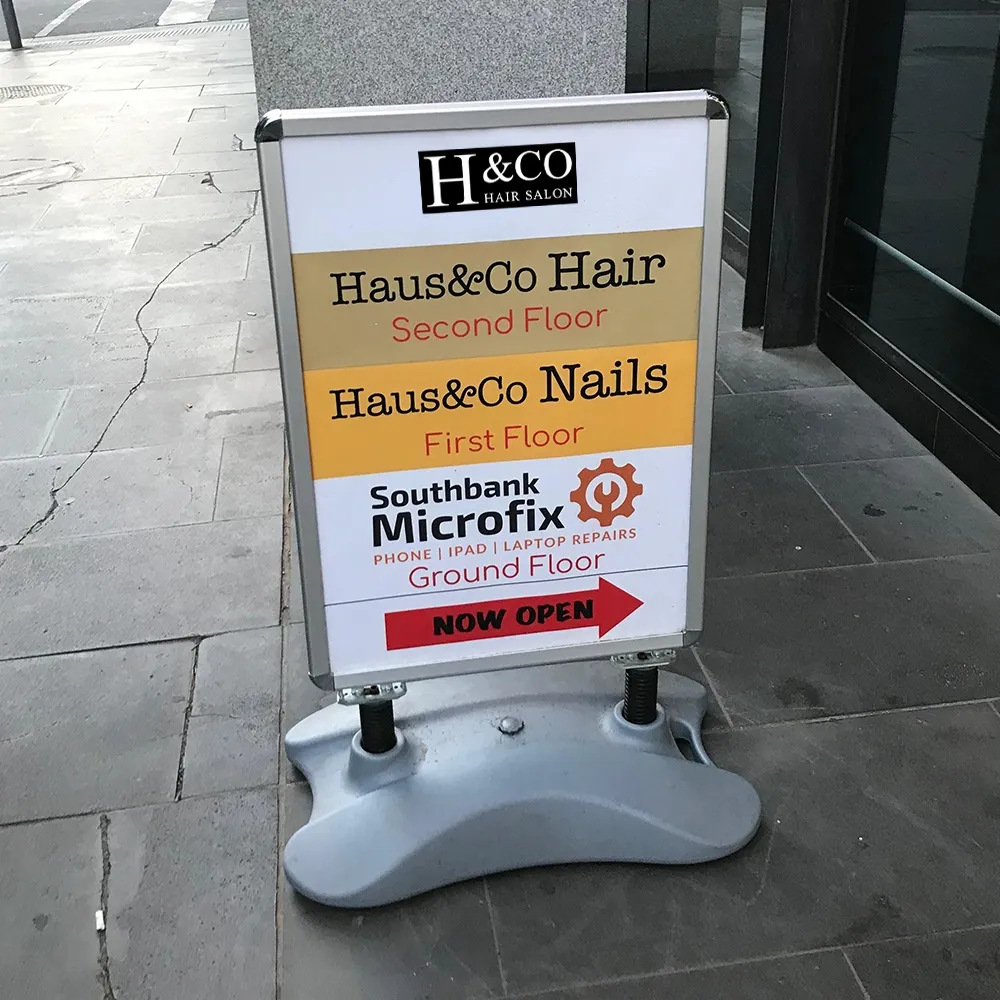 H &CO
HAIR SALON
Haus&Co Hair
Second Floor
Haus&Co Nails
First Floor
Southbank
Microfix
PHONE | IPAD | LAPTOP REPAIRS
Ground Floor
NOW OPEN